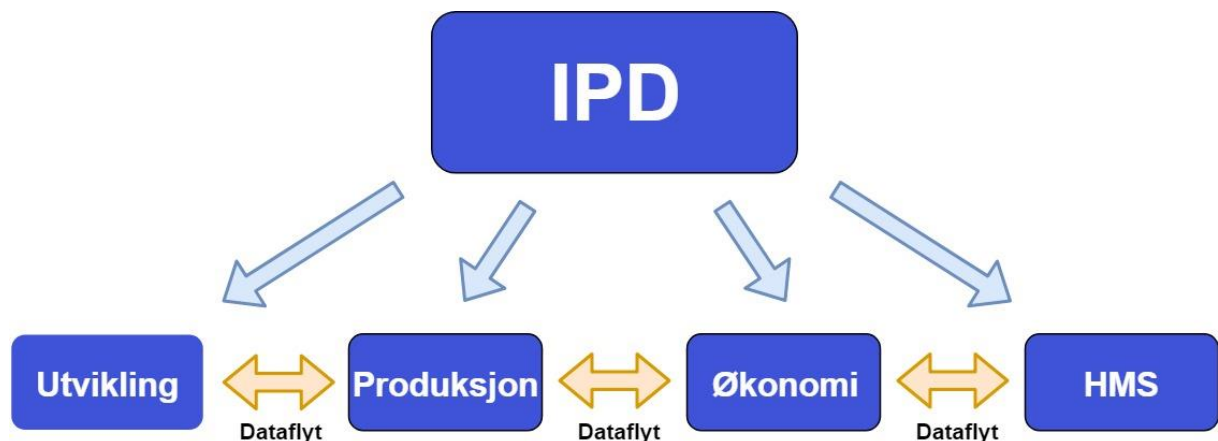 IPD
Utvikling
Produksjon
Økonomi
HMS
Dataflyt
Dataflyt
Dataflyt